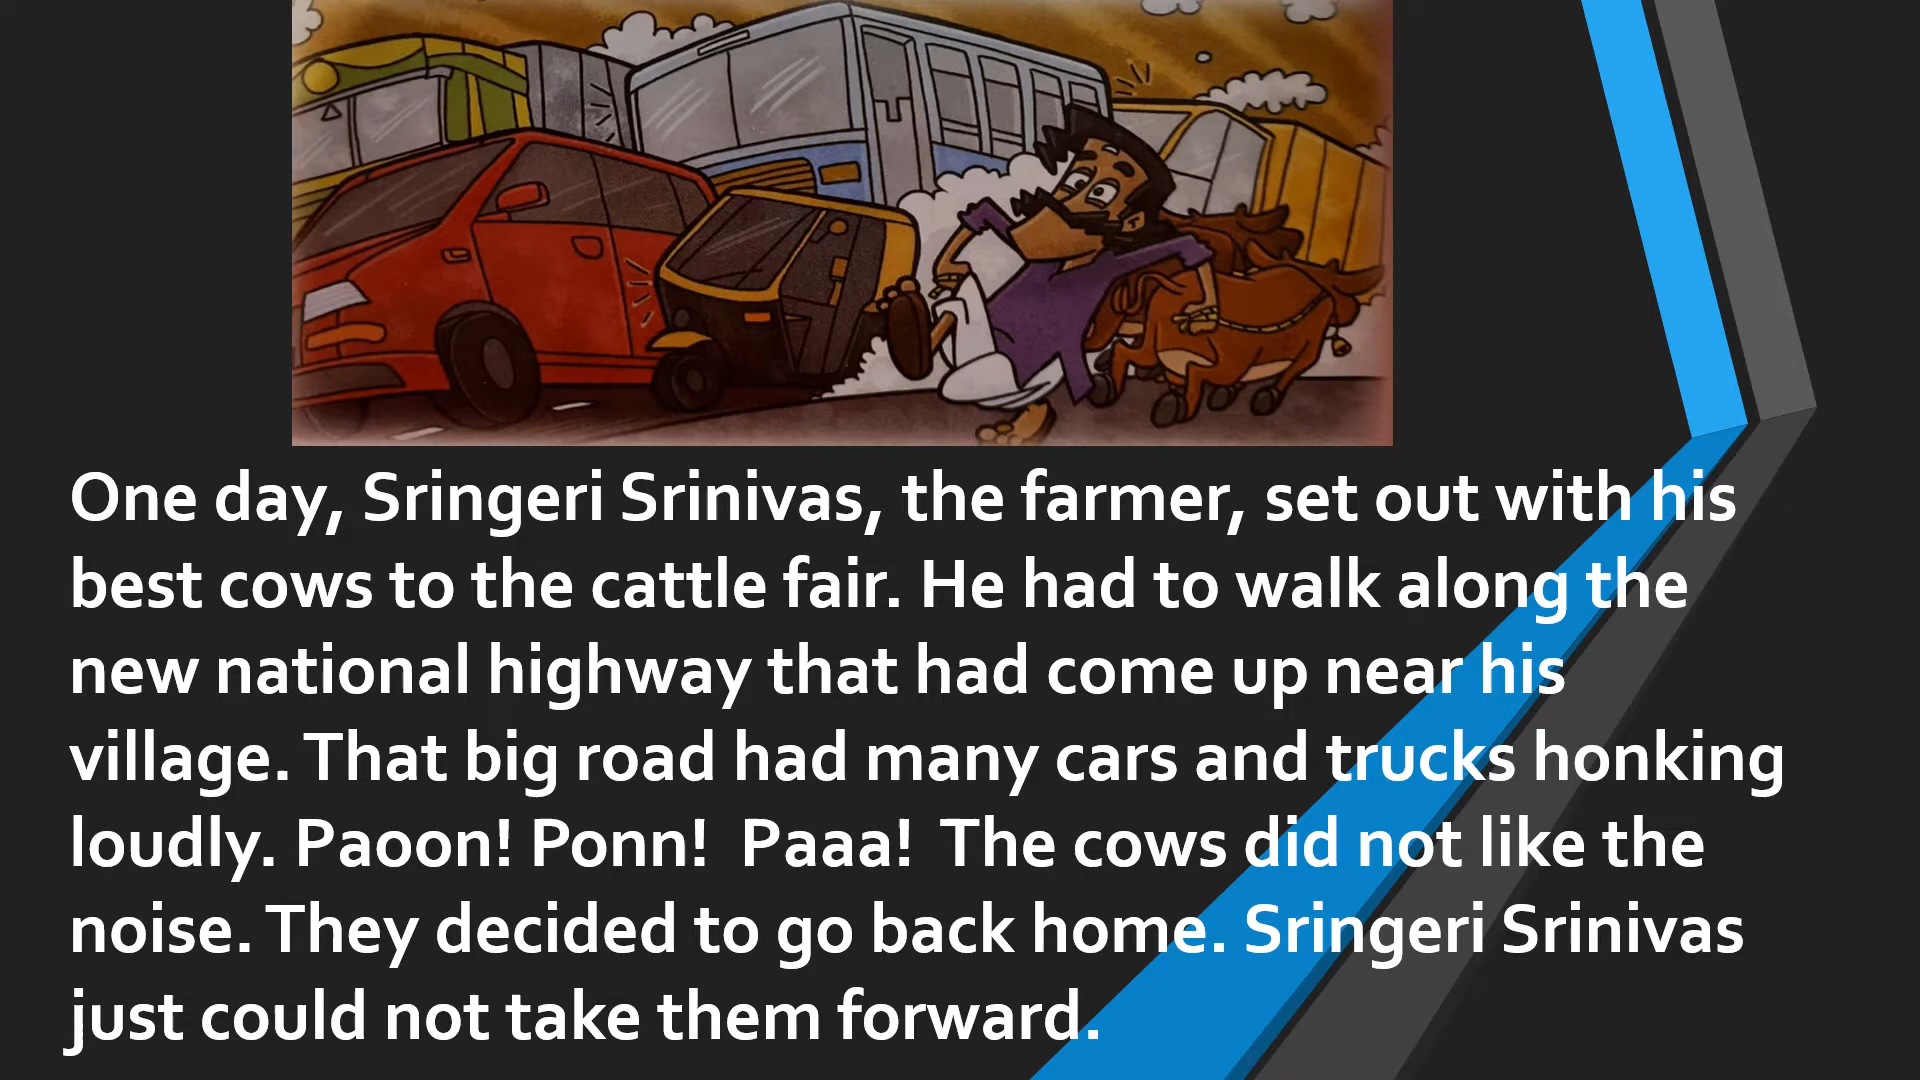 One day, Sringeri Srinivas, the farmer, set out with his
best cows to the cattle fair. He had to walk along the
new national highway that had come up near his
village. That big road had many cars and trucks honking
loudly. Paoon! Ponn!  Paaa!  The cows did not like the
noise. They decided to go back home. Sringeri Srinivas
just could not take them forward.